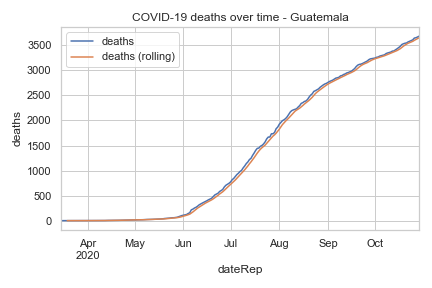 COVID-19 deaths over time - Guatemala
deaths
deaths (rolling)
3500
3000
2500
2000
1500
1000
500
0
deaths
Apr May Jun Jul Aug Sep Oct
2020
dateRep